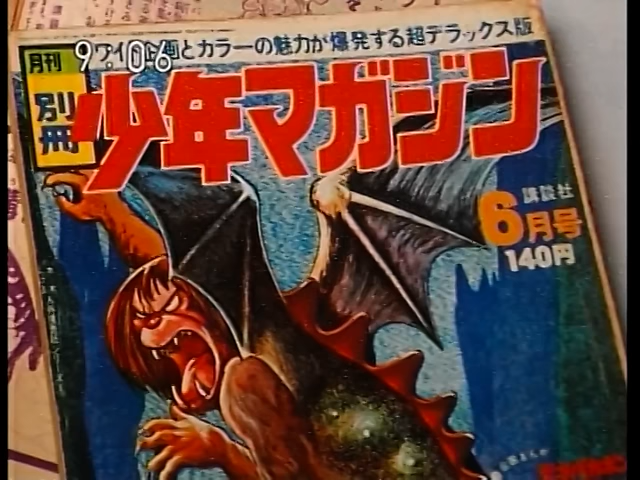 9:06
ワイド画とカラーの魅力が爆発する超デラックス版
月刊
別冊
少年マガジン
講談社
6月号
140円